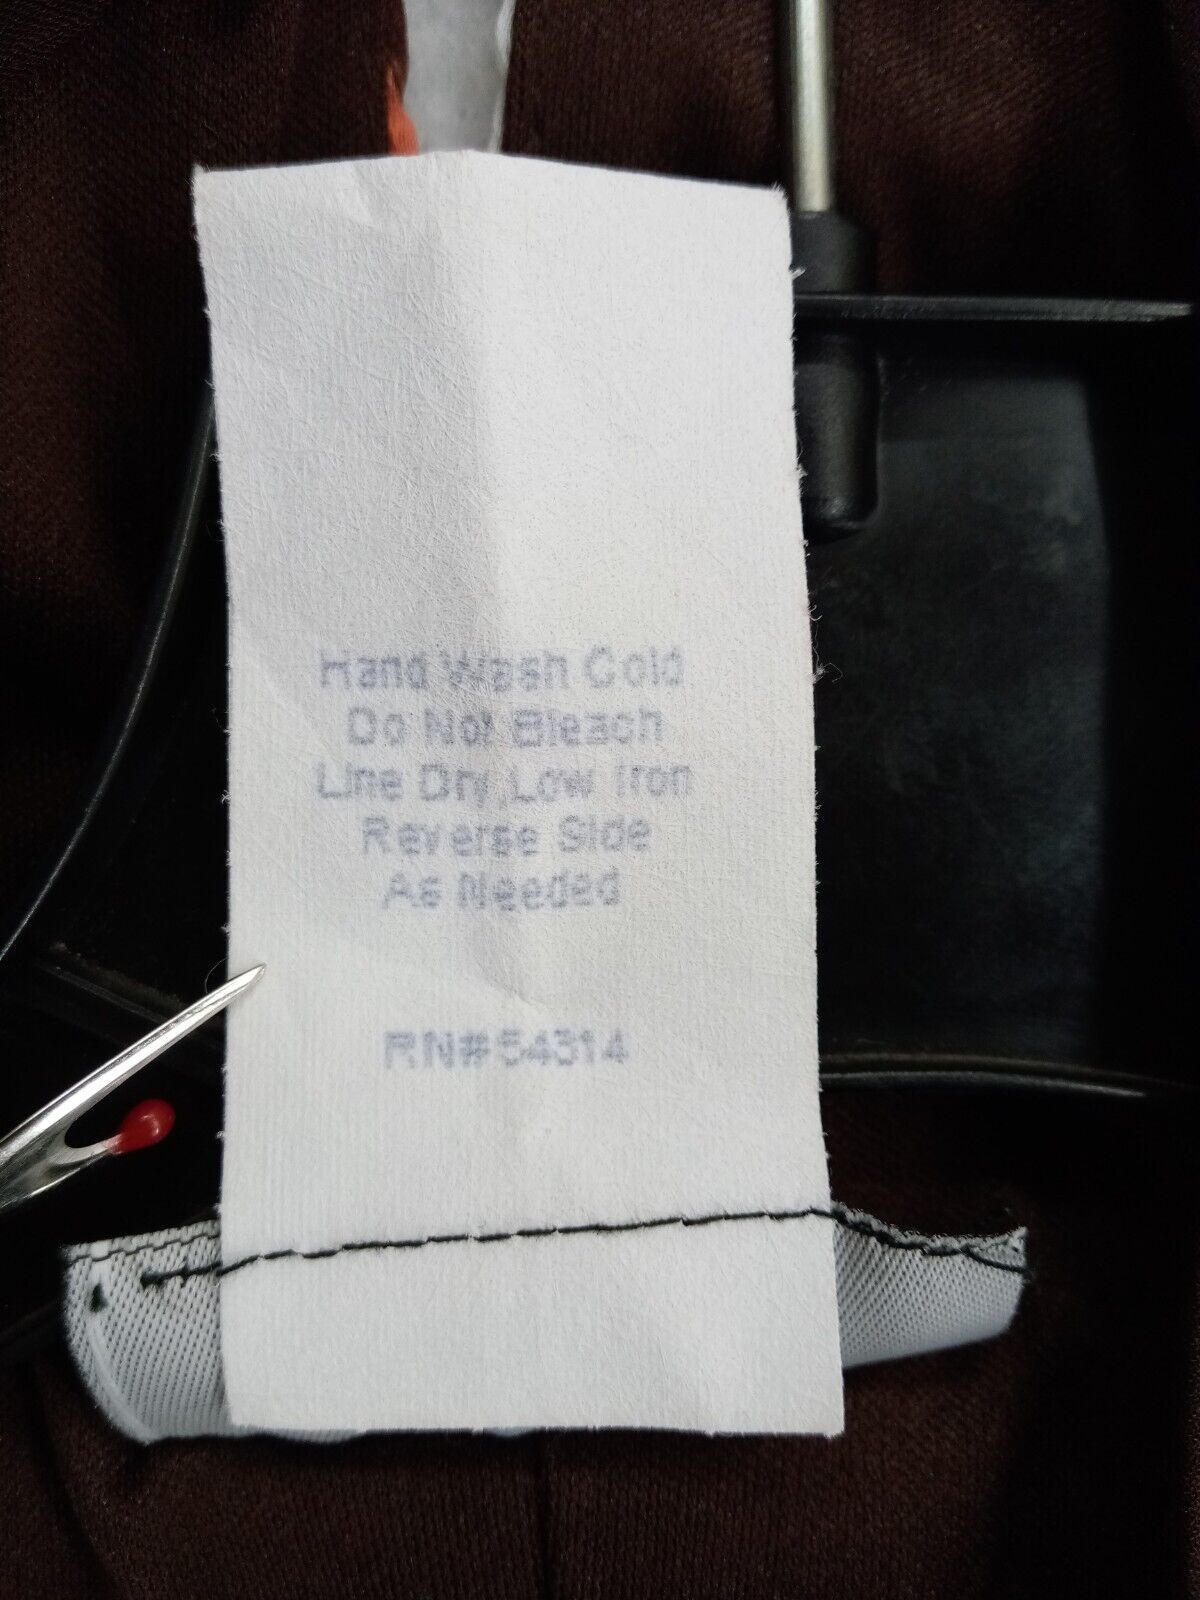 Hand Wash Cold
Do Not Bleach
Line Dry, Low Iron
Reverse Side
As Needed
RN#54314